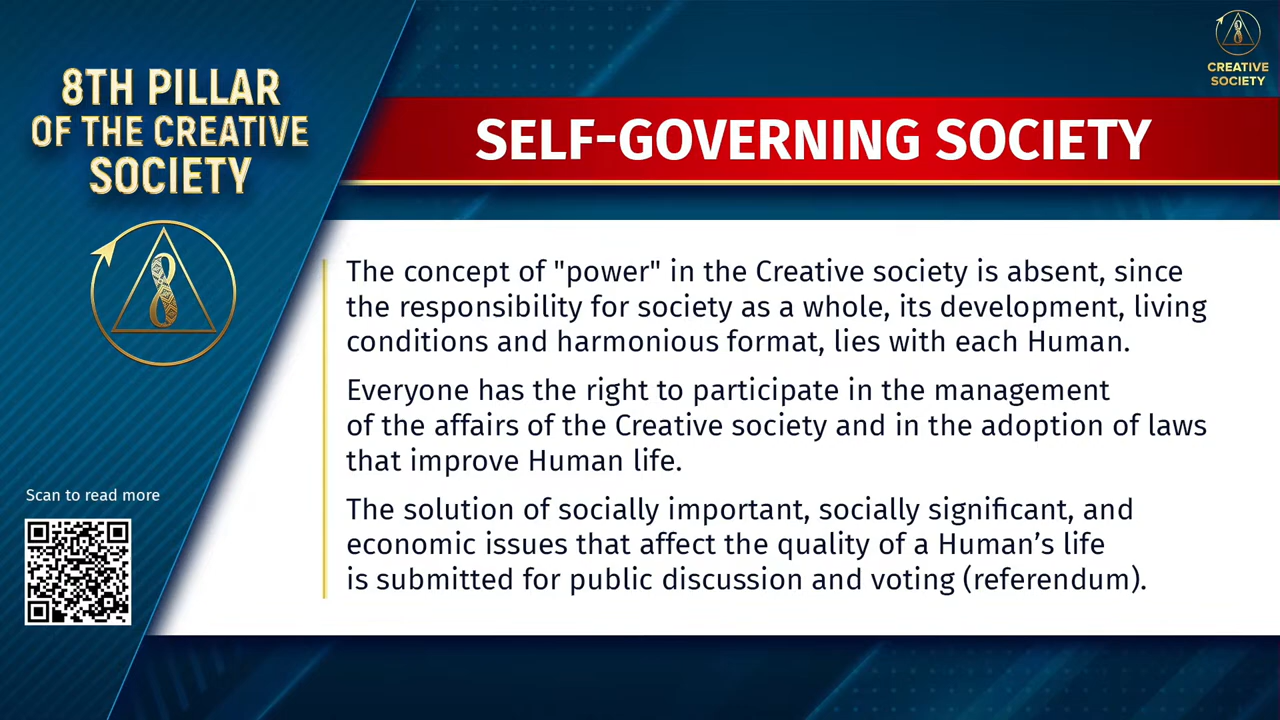 8TH PILLAR
OF THE CREATIVE
SOCIETY
Scan to read more
CREATIVE
SOCIETY
SELF-GOVERNING SOCIETY
The concept of "power" in the Creative society is absent, since
the responsibility for society as a whole, its development, living
conditions and harmonious format, lies with each Human.
Everyone has the right to participate in the management
of the affairs of the Creative society and in the adoption of laws
that improve Human life.
The solution of socially important, socially significant, and
economic issues that affect the quality of a Human’s life
is submitted for public discussion and voting (referendum).